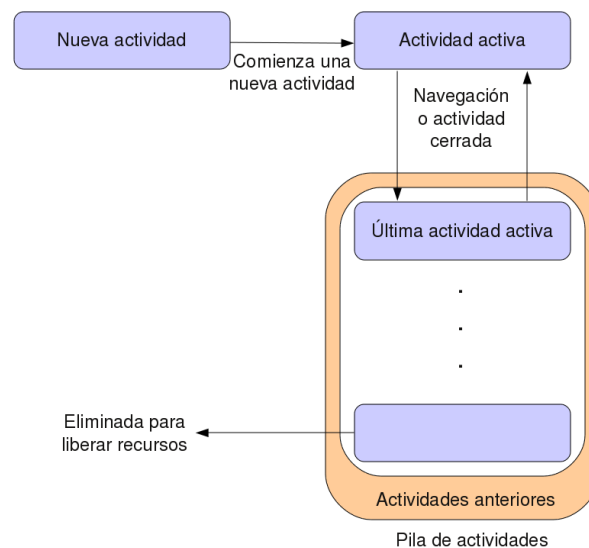 Nueva actividad
Actividad activa
Comienza una
nueva actividad
Navegación
o actividad
cerrada
Última actividad activa
.
.
.
Eliminada para
liberar recursos
Actividades anteriores
Pila de actividades